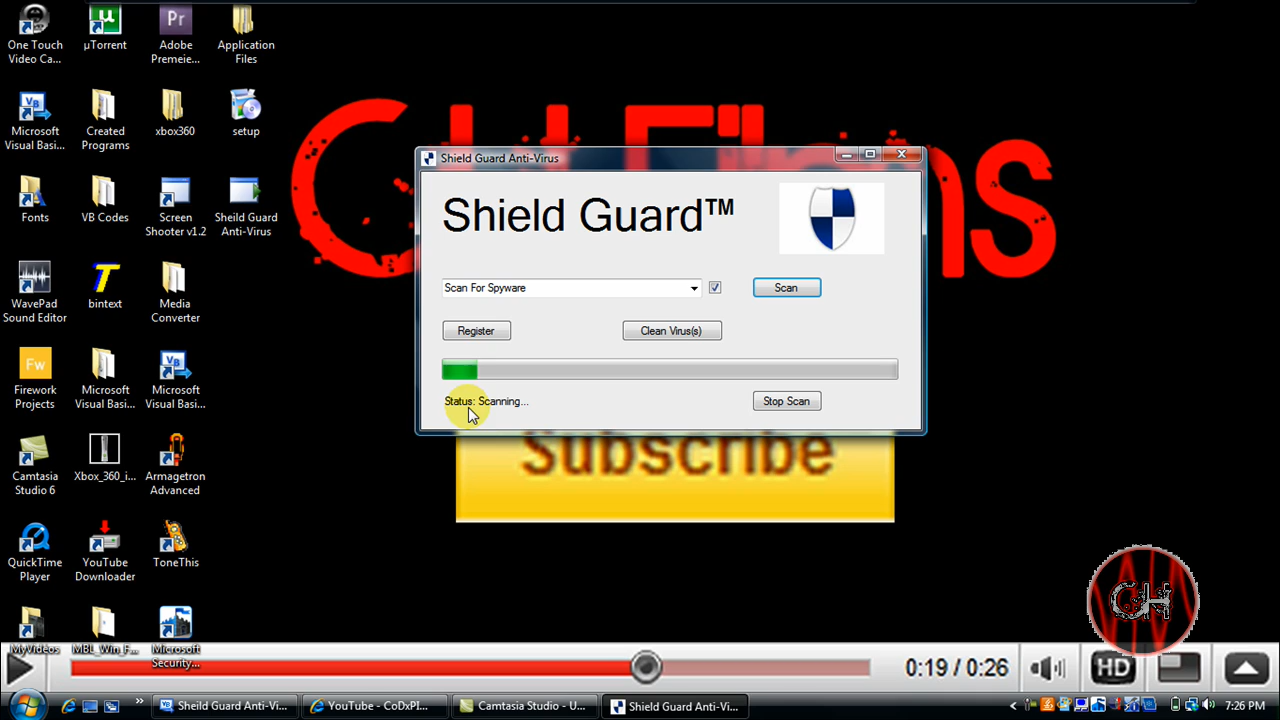 One Touch
Video Ca...
µTorrent
Adobe
Premeie...
Application
Files
Microsoft
Visual Basi...
Created
Programs
xbox360
setup
Fonts
VB Codes
Screen
Shooter v1.2
Sheild Guard
Anti-Virus
WavePad
Sound Editor
bintext
Media
Converter
Firework
Projects
Microsoft
Visual Basi...
Microsoft
Visual Basi...
Camtasia
Studio 6
Xbox_360_i...
Armagetron
Advanced
QuickTime
Player
YouTube
Downloader
ToneThis
MyVideos
MBL_Win_F...
Microsoft
Security...
Shield Guard Anti-Virus
Shield Guard™
Scan For Spyware
Scan
Register
Clean Virus(s)
Status: Scanning...
Stop Scan
Subscribe
CH
0:19 / 0:26
HD
Sheild Guard Anti-Vi...
YouTube - CoDxPI...
Camtasia Studio - U...
Shield Guard Anti-Vi...
7:26 PM